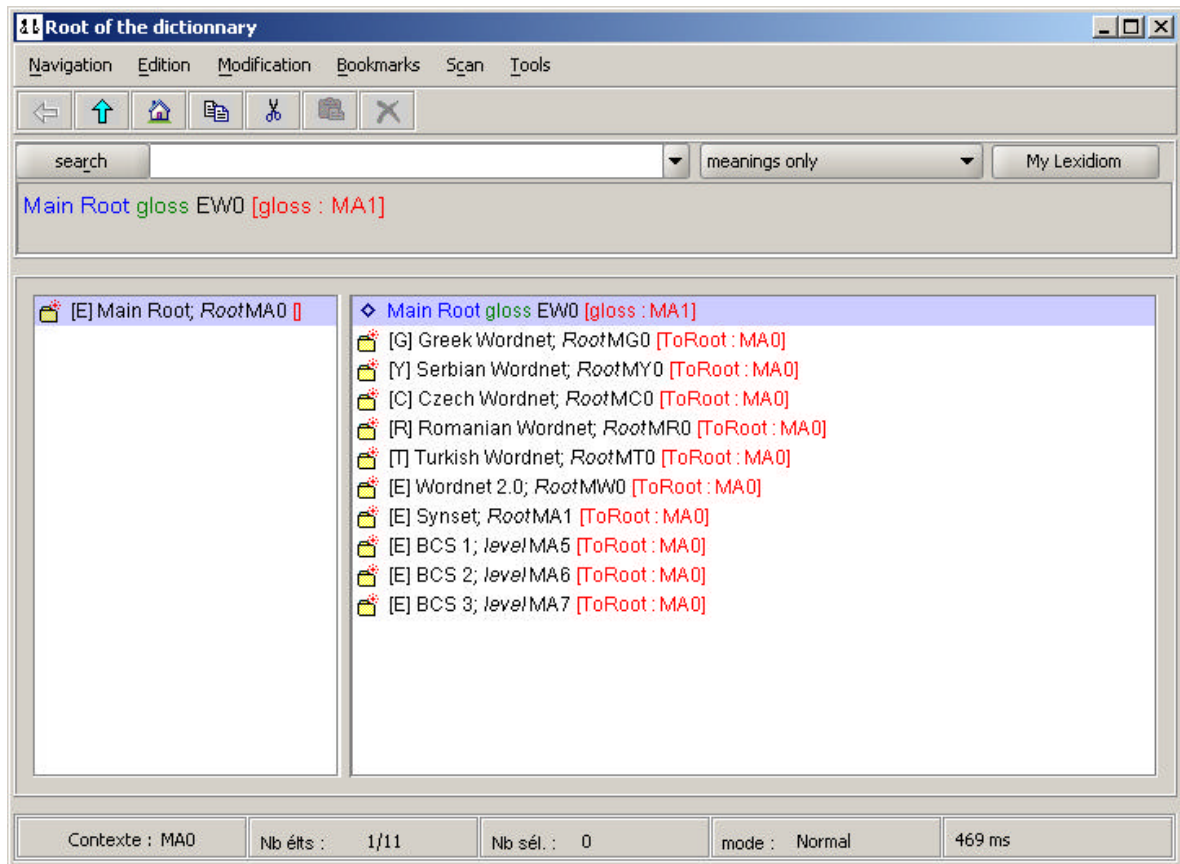 Root of the dictionnary
Navigation Edition Modification Bookmarks Scan Tools
search meanings only My Lexidiom
Main Root gloss EW0 [gloss : MA1]
[E] Main Root; RootMA0 []
Main Root gloss EW0 [gloss : MA1]
[G] Greek Wordnet; RootMG0 [ToRoot : MA0]
[Y] Serbian Wordnet; RootMY0 [ToRoot : MA0]
[C] Czech Wordnet; RootMC0 [ToRoot : MA0]
[R] Romanian Wordnet; RootMR0 [ToRoot : MA0]
[T] Turkish Wordnet; RootMT0 [ToRoot : MA0]
[E] Wordnet 2.0; RootMW0 [ToRoot : MA0]
[E] Synset; RootMA1 [ToRoot : MA0]
[E] BCS 1; levelMA5 [ToRoot : MA0]
[E] BCS 2; levelMA6 [ToRoot : MA0]
[E] BCS 3; levelMA7 [ToRoot : MA0]
Contexte : MA0 Nb élts : 1/11 Nb sél. : 0 mode : Normal 469 ms